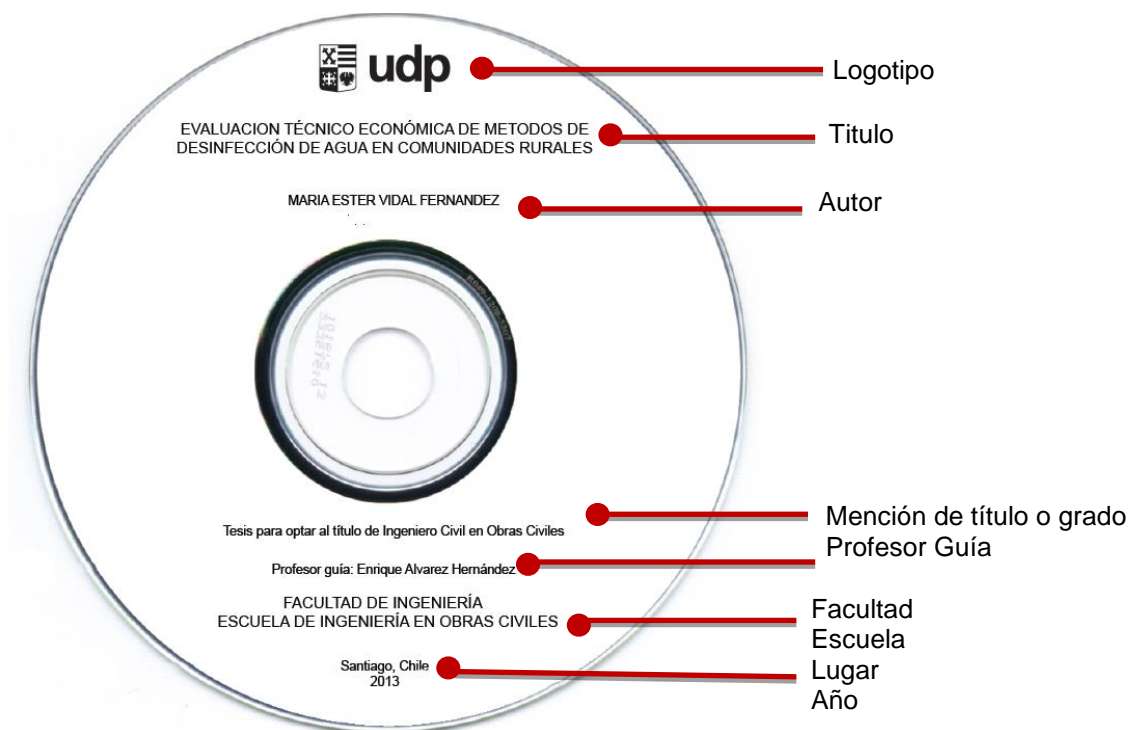 udp
Logotipo
EVALUACION TÉCNICO ECONÓMICA DE METODOS DE
DESINFECCIÓN DE AGUA EN COMUNIDADES RURALES
Titulo
MARIA ESTER VIDAL FERNANDEZ
Autor
Tesis para optar al título de Ingeniero Civil en Obras Civiles
Mención de título o grado
Profesor guía: Enrique Alvarez Hernández
Profesor Guía
FACULTAD DE INGENIERÍA
Facultad
ESCUELA DE INGENIERÍA EN OBRAS CIVILES
Escuela
Santiago, Chile
Lugar
2013
Año